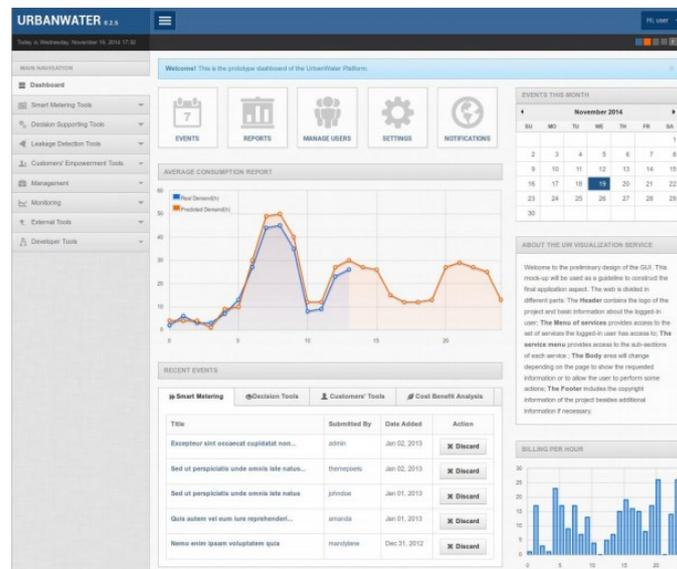 URBANWATER 0.2.5
Hi, user
Today is Wednesday, November 19, 2014 17:32
MAIN NAVIGATION
Dashboard
Smart Metering Tools
Decision Supporting Tools
Leakage Detection Tools
Customers' Empowerment Tools
Management
Monitoring
External Tools
Developer Tools
Welcome! This is the prototype dashboard of the UrbanWater Platform.
7
EVENTS
REPORTS
MANAGE USERS
SETTINGS
NOTIFICATIONS
AVERAGE CONSUMPTION REPORT
Real Demand(h)
Predicted Demand(h)
60
50
40
30
20
10
0
0 5 10 15 20
RECENT EVENTS
Smart Metering Decision Tools Customers' Tools Cost Benefit Analysis
Title Submitted By Date Added Action
Excepteur sint occaecat cupidatat non... admin Jan 02, 2013 Discard
Sed ut perspiciatis unde omnis iste natus... themepixels Jan 02, 2013 Discard
Sed ut perspiciatis unde omnis iste natus johndoe Jan 01, 2013 Discard
Quis autem vel eum iure reprehenderi... amanda Jan 01, 2013 Discard
Nemo enim ipsam voluptatem quia mandylane Dec 31, 2012 Discard
EVENTS THIS MONTH
November 2014
SU MO TU WE TH FR SA
1
2 3 4 5 6 7 8
9 10 11 12 13 14 15
16 17 18 19 20 21 22
23 24 25 26 27 28 29
30
ABOUT THE UW VISUALIZATION SERVICE
Welcome to the preliminary design of the GUI. This
mock-up will be used as a guideline to construct the
final application aspect. The web is divided in
different parts. The Header contains the logo of the
project and basic information about the logged-in
user; The Menu of services provides access to the
set of services the logged-in user has access to; The
service menu provides access to the sub-sections
of each service ; The Body area will change
depending on the page to show the requested
information or to allow the user to perform some
actions; The Footer includes the copyright
information of the project besides additional
information if necessary.
BILLING PER HOUR
30
25
20
15
10
5
0
0 5 10 15 20